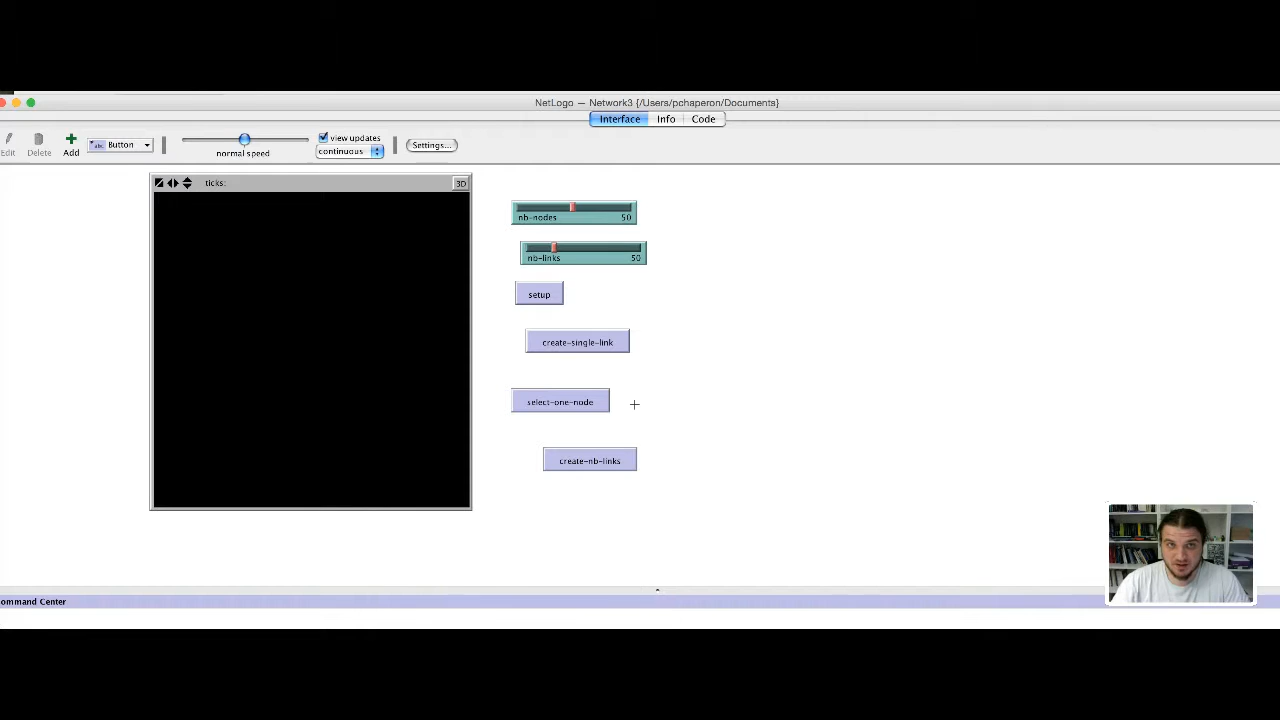 NetLogo — Network3 {/Users/pchaperon/Documents}
Interface Info Code
Edit Delete Add Button normal speed view updates continuous Settings...
ticks: 3D
nb-nodes 50
nb-links 50
setup
create-single-link
select-one-node
create-nb-links
ommand Center